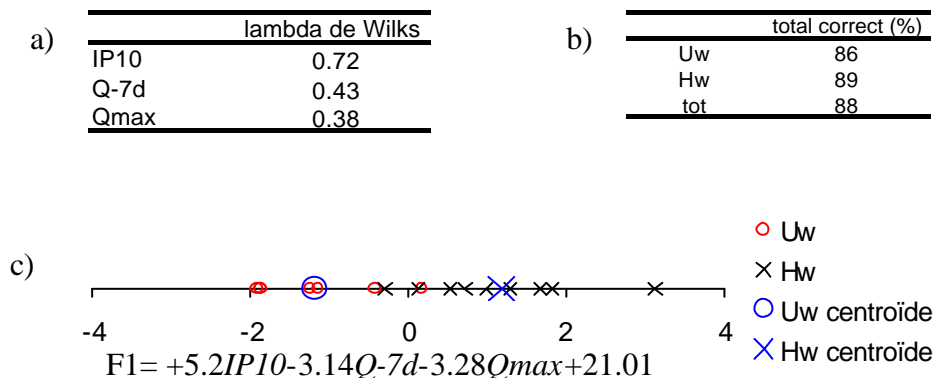 a)
lambda de Wilks
IP10 0.72
Q-7d 0.43
Qmax 0.38
b)
total correct (%)
Uw 86
Hw 89
tot 88
c)
Uw
Hw
Uw centroïde
Hw centroïde
-4 -2 0 2 4
F1= +5.2IP10-3.14Q-7d-3.28Qmax+21.01